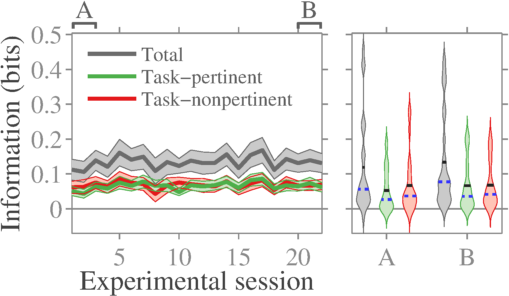 A B
Information (bits)
0.5
0.4
0.3
0.2
0.1
0
Total
Task-pertinent
Task-nonpertinent
5 10 15 20
Experimental session
A B